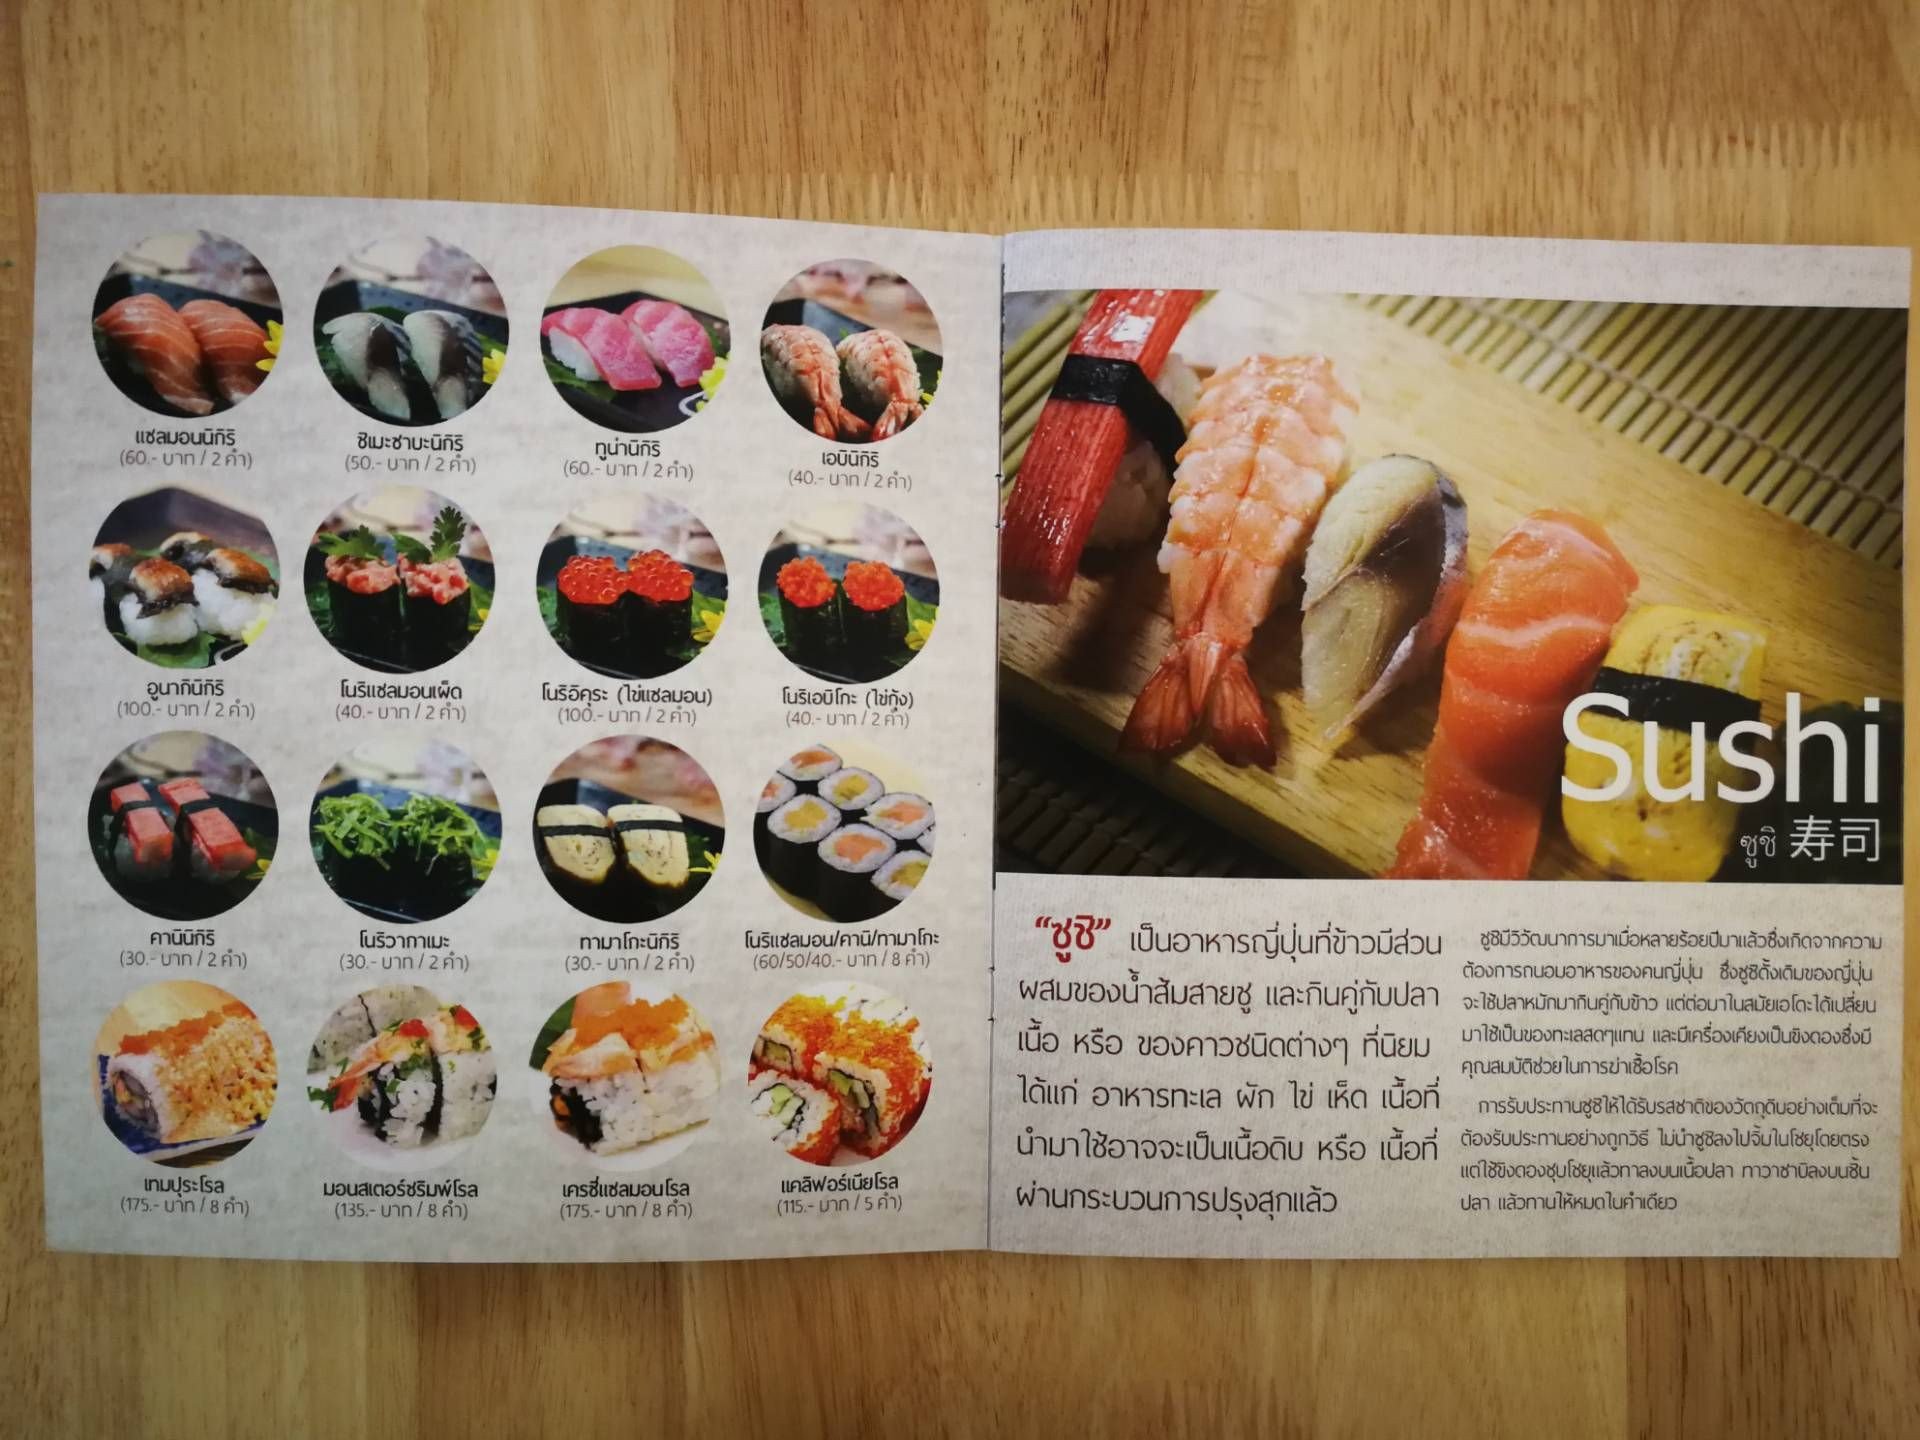 แซลมอนนิกิริ
(60.- บาท / 2 คำ)
ชิเมะซาบะนิกิริ
(50.- บาท / 2 คำ)
ทูน่านิกิริ
(60.- บาท / 2 คำ)
เอบินิกิริ
(40.- บาท / 2 คำ)
อูนากินิกิริ
(100.- บาท / 2 คำ)
โนริแซลมอนเผ็ด
(40.- บาท / 2 คำ)
โนริอิคุระ (ไข่แซลมอน)
(100.- บาท / 2 คำ)
โนริเอบิโกะ (ไข่กุ้ง)
(40.- บาท / 2 คำ)
คานินิกิริ
(30.- บาท / 2 คำ)
โนริวากาเมะ
(30.- บาท / 2 คำ)
ทามาโกะนิกิริ
(30.- บาท / 2 คำ)
โนริแซลมอน/คานิ/ทามาโกะ
(60/50/40.- บาท / 8 คำ)
เทมปุระโรล
(175.- บาท / 8 คำ)
มอนสเตอร์ชริมพ์โรล
(135.- บาท / 8 คำ)
เครซี่แซลมอนโรล
(175.- บาท / 8 คำ)
แคลิฟอร์เนียโรล
(115.- บาท / 5 คำ)
Sushi
ซูชิ 寿司
“ซูชิ” เป็นอาหารญี่ปุ่นที่ข้าวมีส่วน
ผสมของน้ำส้มสายชู และกินคู่กับปลา
เนื้อ หรือ ของคาวชนิดต่างๆ ที่นิยม
ได้แก่ อาหารทะเล ผัก ไข่ เห็ด เนื้อที่
นำมาใช้อาจจะเป็นเนื้อดิบ หรือ เนื้อที่
ผ่านกระบวนการปรุงสุกแล้ว
ซูชิมีวิวัฒนาการมาเมื่อหลายร้อยปีมาแล้วซึ่งเกิดจากความ
ต้องการถนอมอาหารของคนญี่ปุ่น ซึ่งซูชิดั้งเดิมของญี่ปุ่น
จะใช้ปลาหมักมากินคู่กับข้าว แต่ต่อมาในสมัยเอโดะได้เปลี่ยน
มาใช้เป็นของทะเลสดๆแทน และมีเครื่องเคียงเป็นขิงดองซึ่งมี
คุณสมบัติช่วยในการฆ่าเชื้อโรค
การรับประทานซูชิให้ได้รับรสชาติของวัตถุดิบอย่างเต็มที่จะ
ต้องรับประทานอย่างถูกวิธี ไม่นำซูชิลงไปจิ้มในโชยุโดยตรง
แต่ใช้ขิงดองชุบโชยุแล้วทาลงบนเนื้อปลา ทาวาซาบิลงบนชิ้น
ปลา แล้วทานให้หมดในคำเดียว